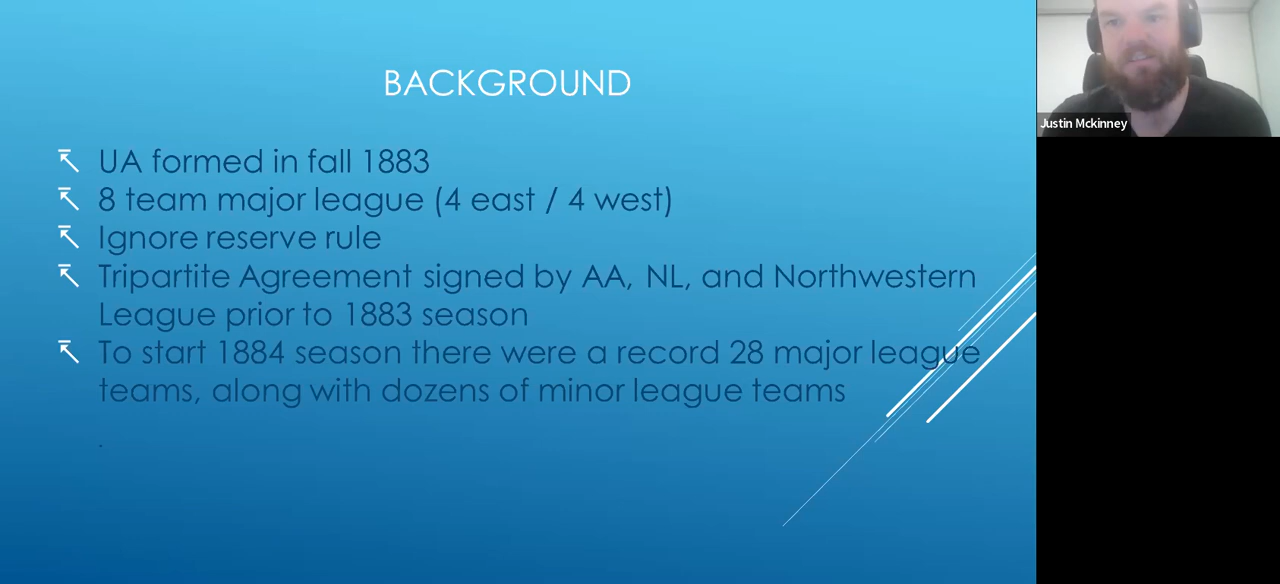 BACKGROUND
UA formed in fall 1883
8 team major league (4 east / 4 west)
Ignore reserve rule
Tripartite Agreement signed by AA, NL, and Northwestern
League prior to 1883 season
To start 1884 season there were a record 28 major league
teams, along with dozens of minor league teams
.
Justin Mckinney